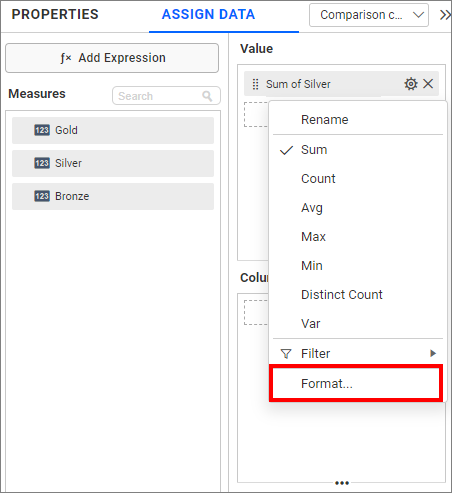 PROPERTIES
ASSIGN DATA
Comparison c...
ƒx Add Expression
Measures
Search
123 Gold
123 Silver
123 Bronze
Value
Sum of Silver
Rename
Sum
Count
Avg
Max
Min
Distinct Count
Var
Filter
Format...
Colu